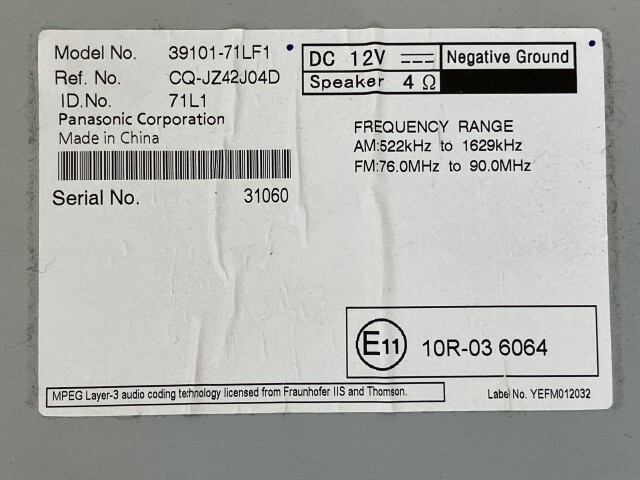 Model No. 39101-71LF1
Ref. No. CQ-JZ42J04D
ID.No. 71L1
Panasonic Corporation
Made in China
Serial No. 31060
DC 12V Negative Ground
Speaker 4 Ω
FREQUENCY RANGE
AM:522kHz to 1629kHz
FM:76.0MHz to 90.0MHz
E11 10R-03 6064
MPEG Layer-3 audio coding technology licensed from Fraunhofer IIS and Thomson.
Label No. YEFM012032